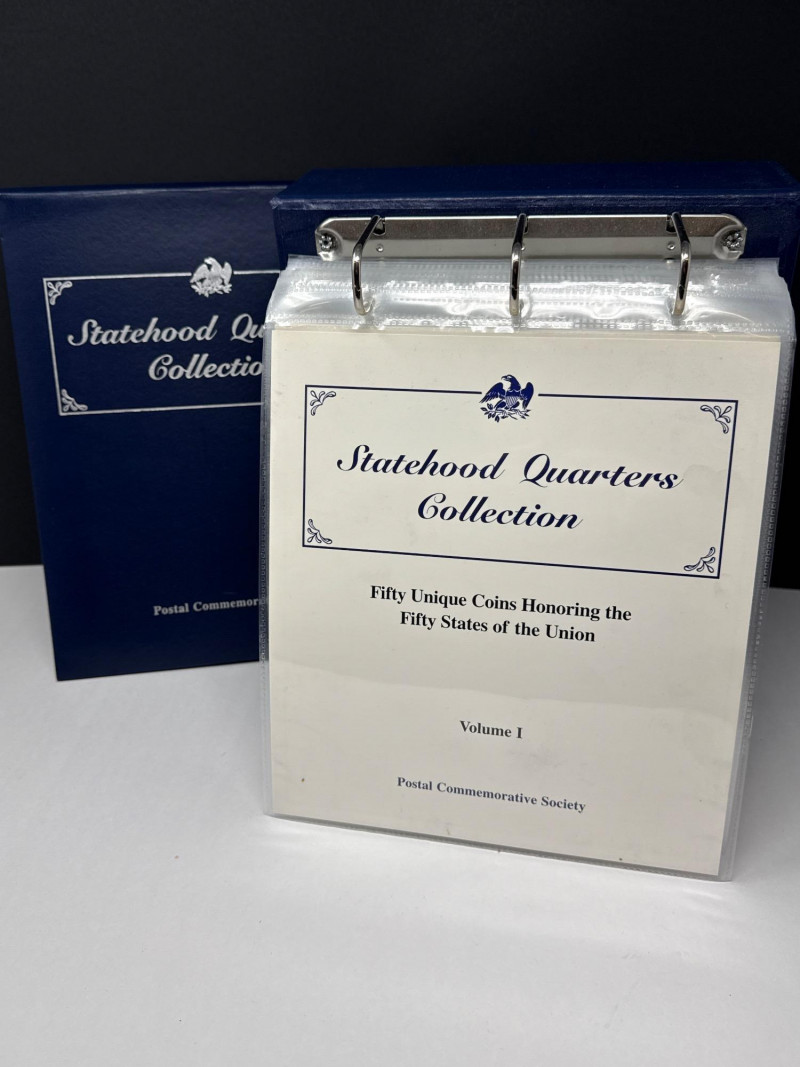 Statehood
Collectio
Postal Commemor
Statehood Quarters
Collection
Fifty Unique Coins Honoring the
Fifty States of the Union
Volume I
Postal Commemorative Society